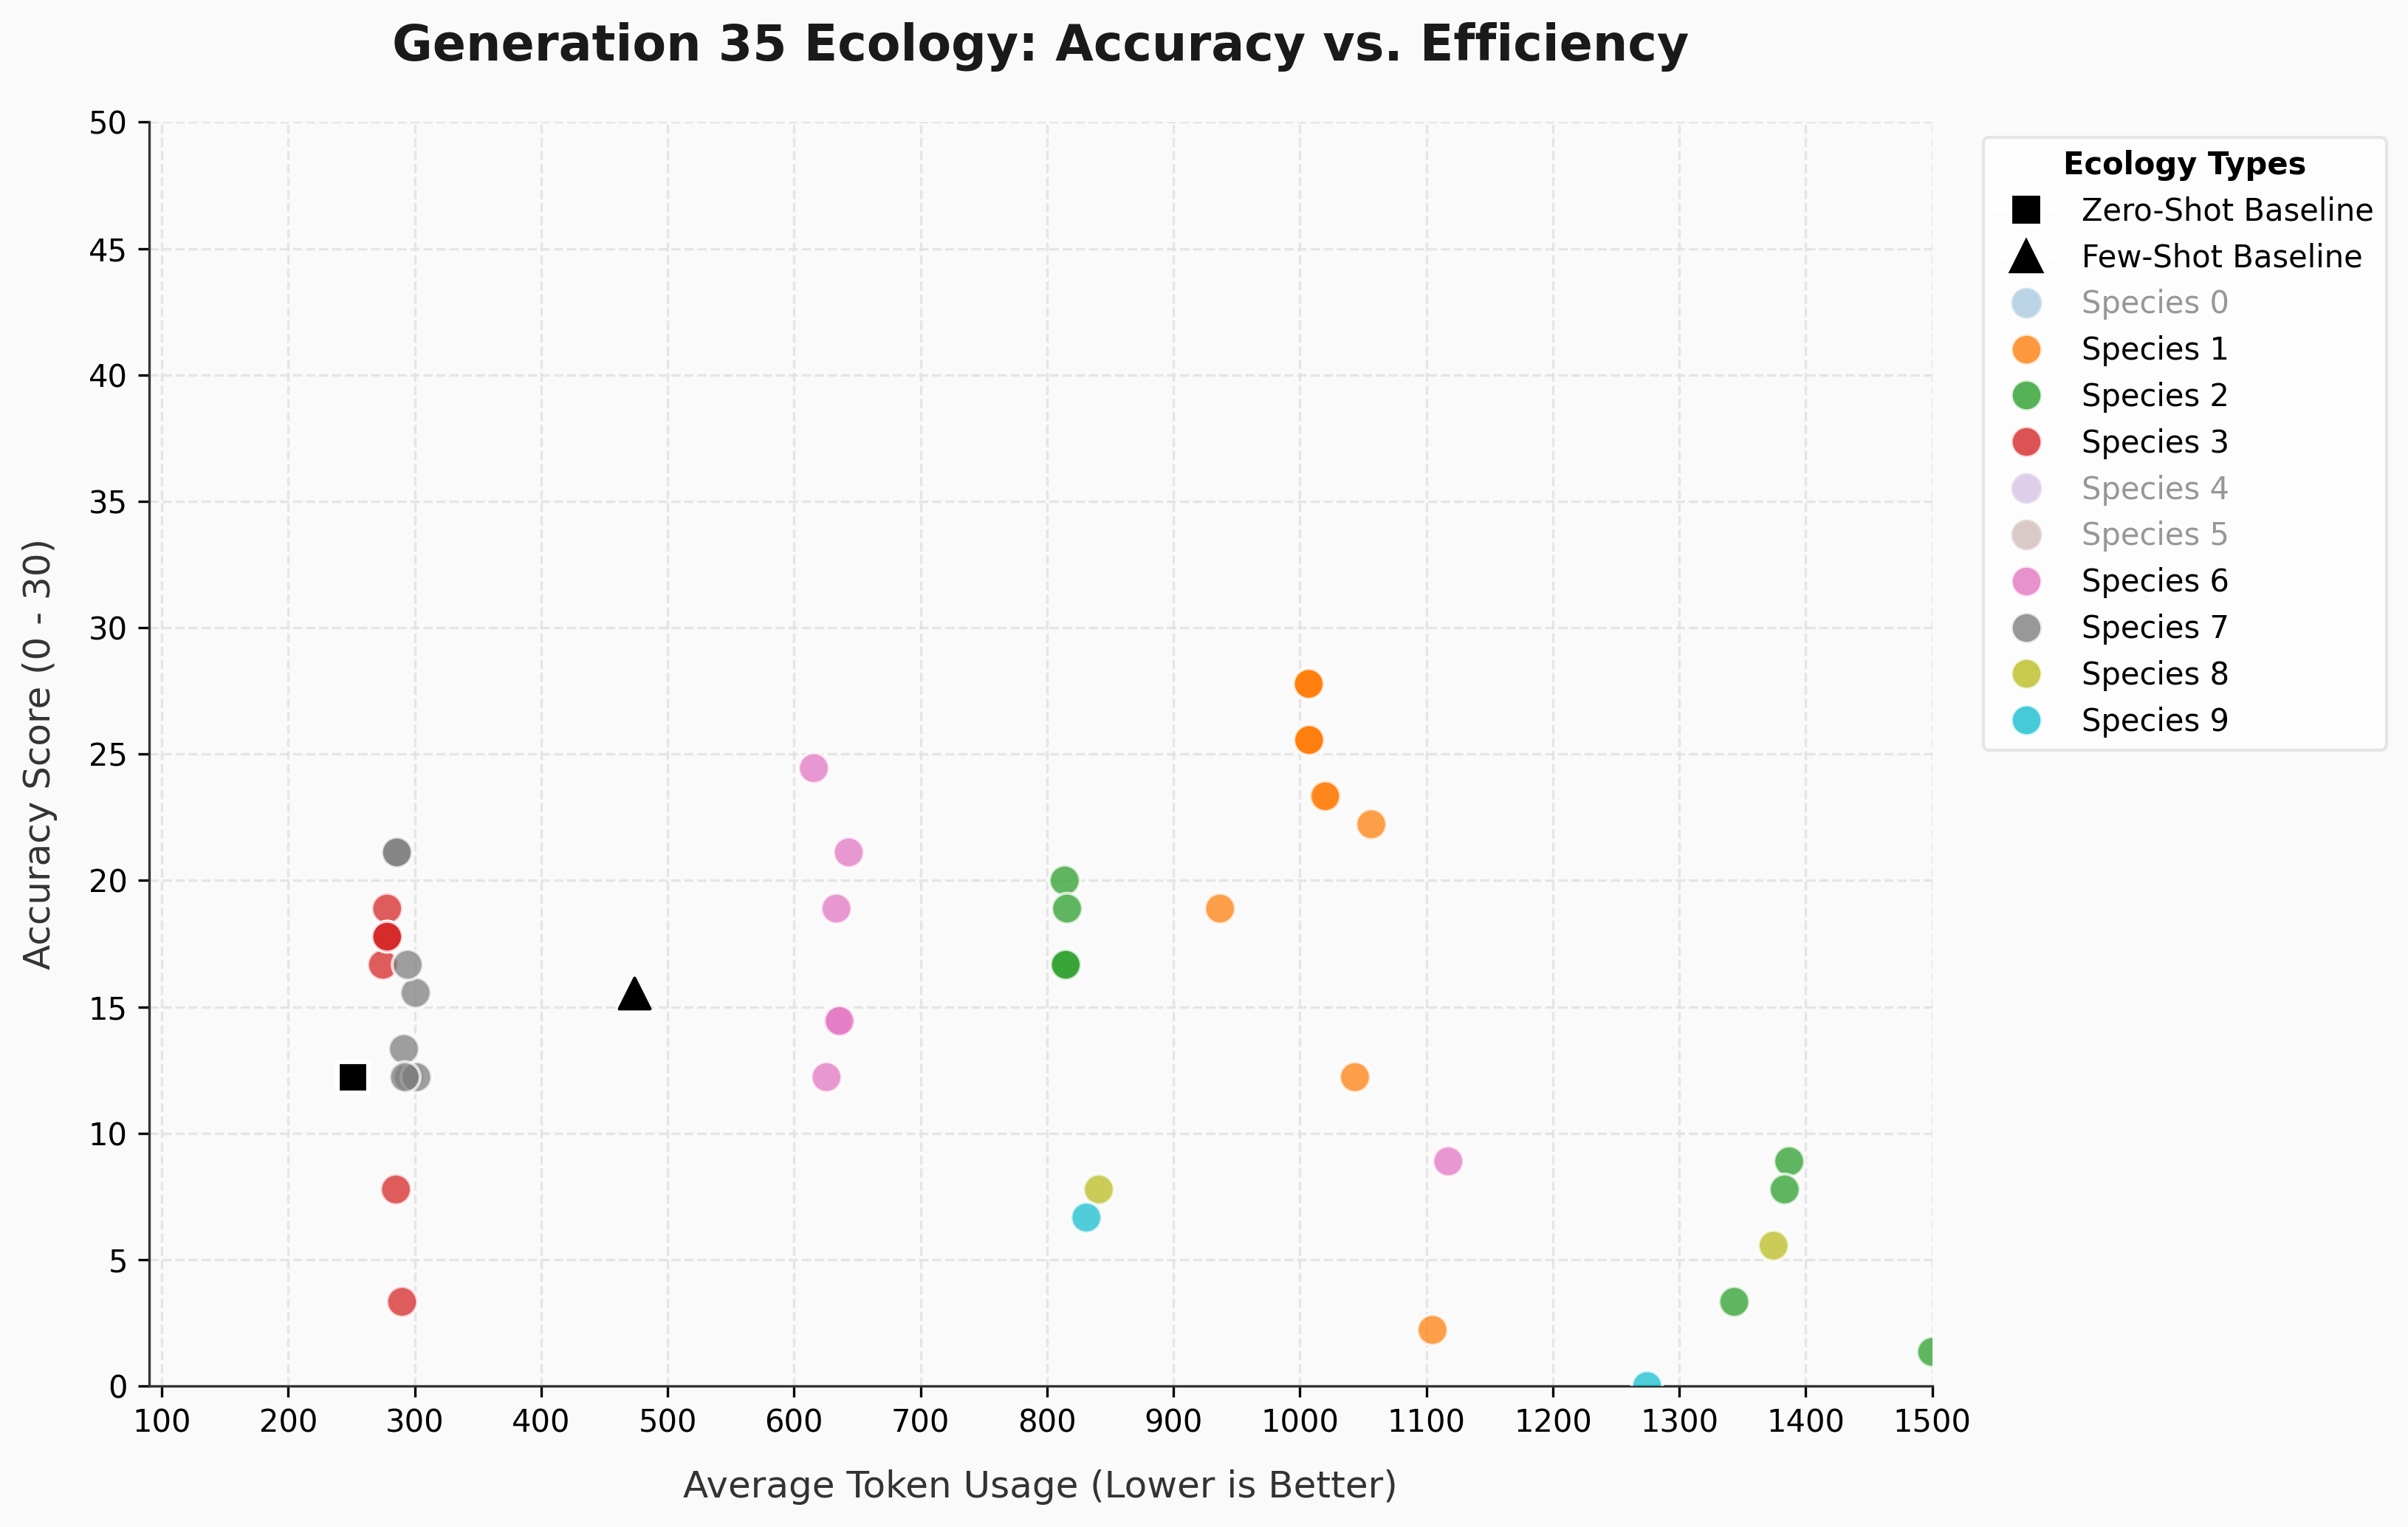 Generation 35 Ecology: Accuracy vs. Efficiency
50
45
40
35
30
25
20
15
10
5
0
Accuracy Score (0 - 30)
100 200 300 400 500 600 700 800 900 1000 1100 1200 1300 1400 1500
Average Token Usage (Lower is Better)
Ecology Types
Zero-Shot Baseline
Few-Shot Baseline
Species 0
Species 1
Species 2
Species 3
Species 4
Species 5
Species 6
Species 7
Species 8
Species 9